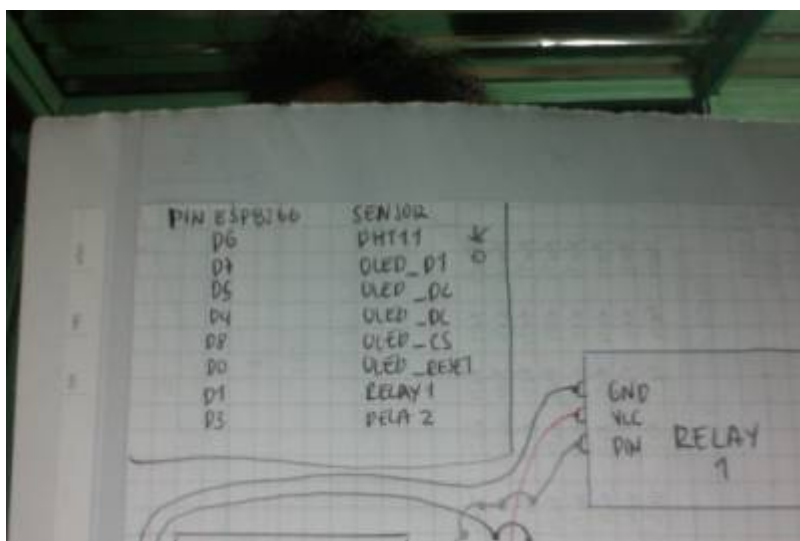 PIN ESP8266 SENSOR
D6 DHT11
D7 OLED_D1
D5 OLED_DC
D4 OLED_DC
D8 OLED_CS
D0 OLED_RESET
D1 RELAY 1
D3 RELA 2
GND
VCC
PIN
RELAY
1